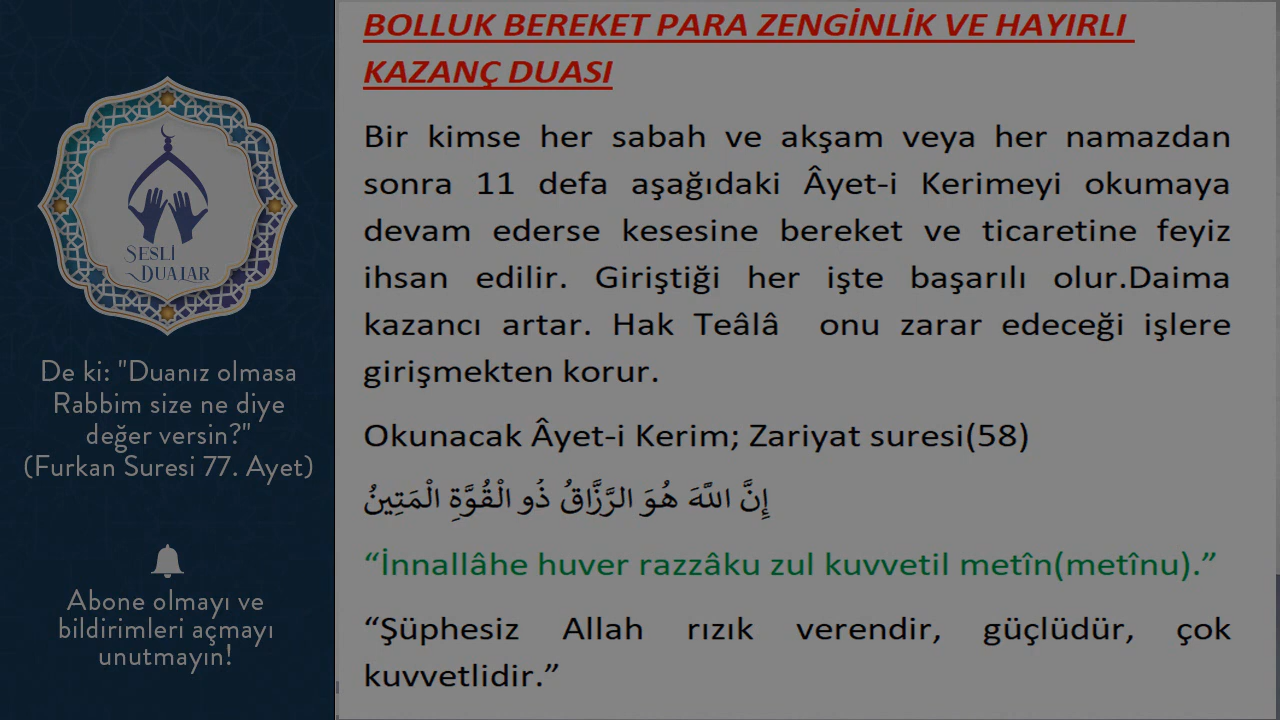 SESLİ
DUALAR
De ki: "Duanız olmasa
Rabbim size ne diye
değer versin?"
(Furkan Suresi 77. Ayet)
Abone olmayı ve
bildirimleri açmayı
unutmayın!
BOLLUK BEREKET PARA ZENGİNLİK VE HAYIRLI
KAZANÇ DUASI
Bir kimse her sabah ve akşam veya her namazdan
sonra 11 defa aşağıdaki Âyet-i Kerimeyi okumaya
devam ederse kesesine bereket ve ticaretine feyiz
ihsan edilir. Giriştiği her işte başarılı olur.Daima
kazancı artar. Hak Teâlâ onu zarar edeceği işlere
girişmekten korur.
Okunacak Âyet-i Kerim; Zariyat suresi(58)
إِنَّ اللَّهَ هُوَ الرَّزَّاقُ ذُو الْقُوَّةِ الْمَتِينُ
“İnnallâhe huver razzâku zul kuvvetil metîn(metînu).”
“Şüphesiz Allah rızık verendir, güçlüdür, çok
kuvvetlidir.”